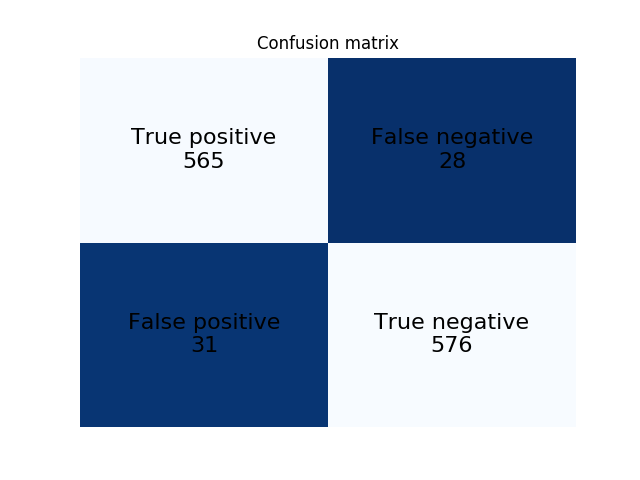 Confusion matrix
True positive
565
False negative
28
False positive
31
True negative
576